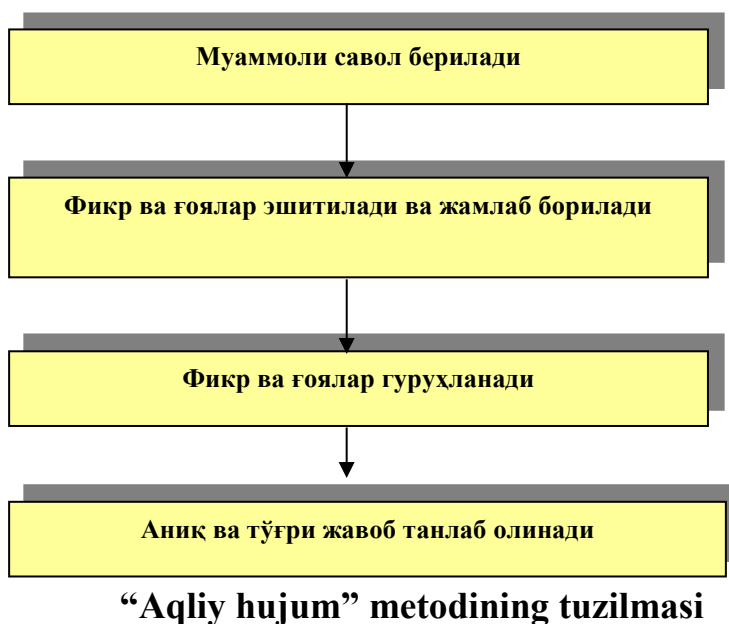 Муаммоли савол берилади
Фикр ва ғоялар эшитилади ва жамлаб борилади
Фикр ва ғоялар гуруҳланади
Аниқ ва тўғри жавоб танлаб олинади
“Aqliy hujum” metodining tuzilmasi